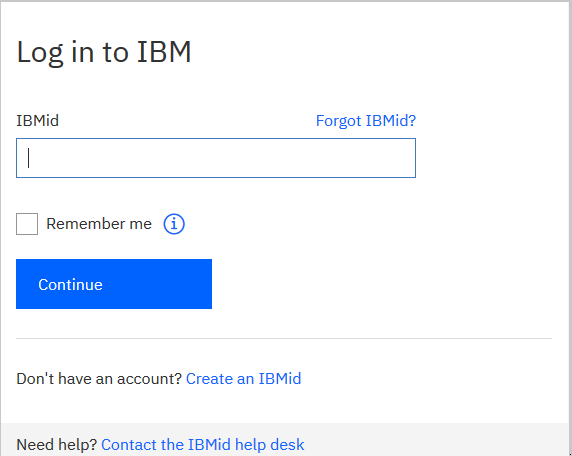 Log in to IBM
IBMid Forgot IBMid?
Remember me
Continue
Don't have an account? Create an IBMid
Need help? Contact the IBMid help desk